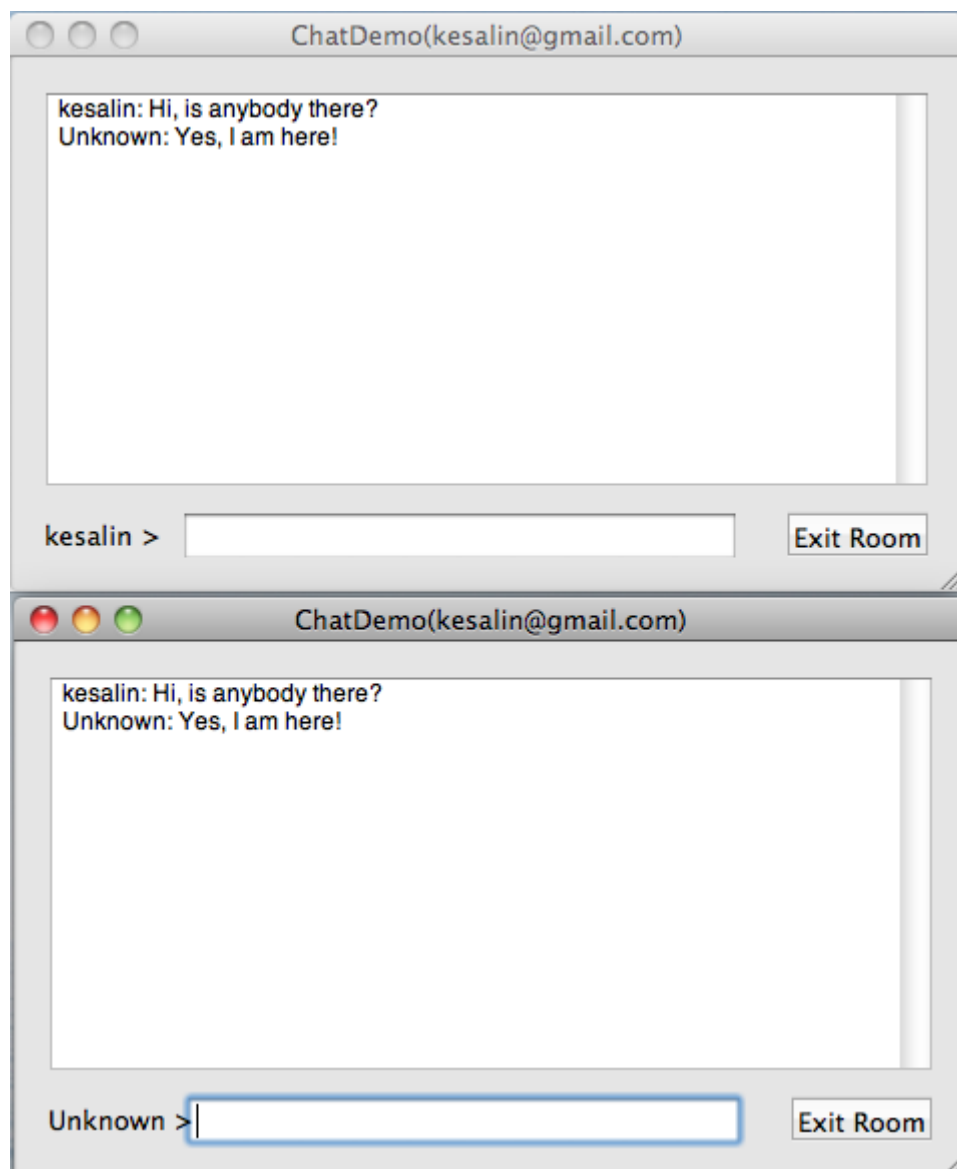 ChatDemo(kesalin@gmail.com)
kesalin: Hi, is anybody there?
Unknown: Yes, I am here!
kesalin > Exit Room
ChatDemo(kesalin@gmail.com)
kesalin: Hi, is anybody there?
Unknown: Yes, I am here!
Unknown > Exit Room